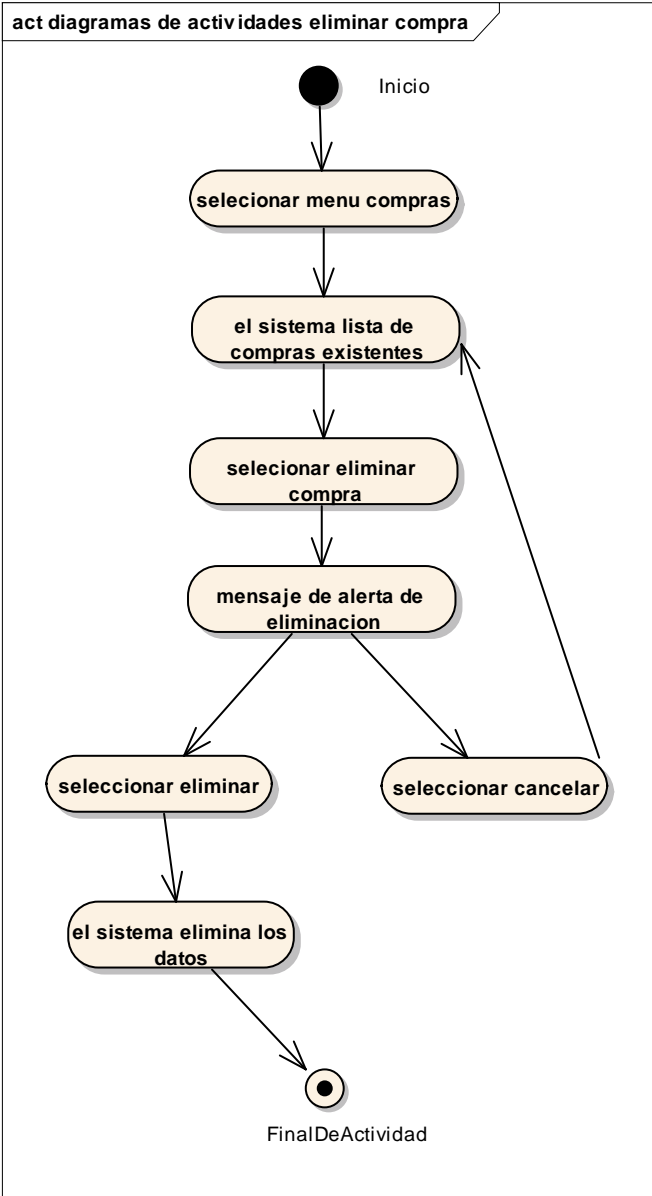 act diagramas de actividades eliminar compra
Inicio
selecionar menu compras
el sistema lista de
compras existentes
selecionar eliminar
compra
mensaje de alerta de
eliminacion
seleccionar eliminar
seleccionar cancelar
el sistema elimina los
datos
FinalDeActividad